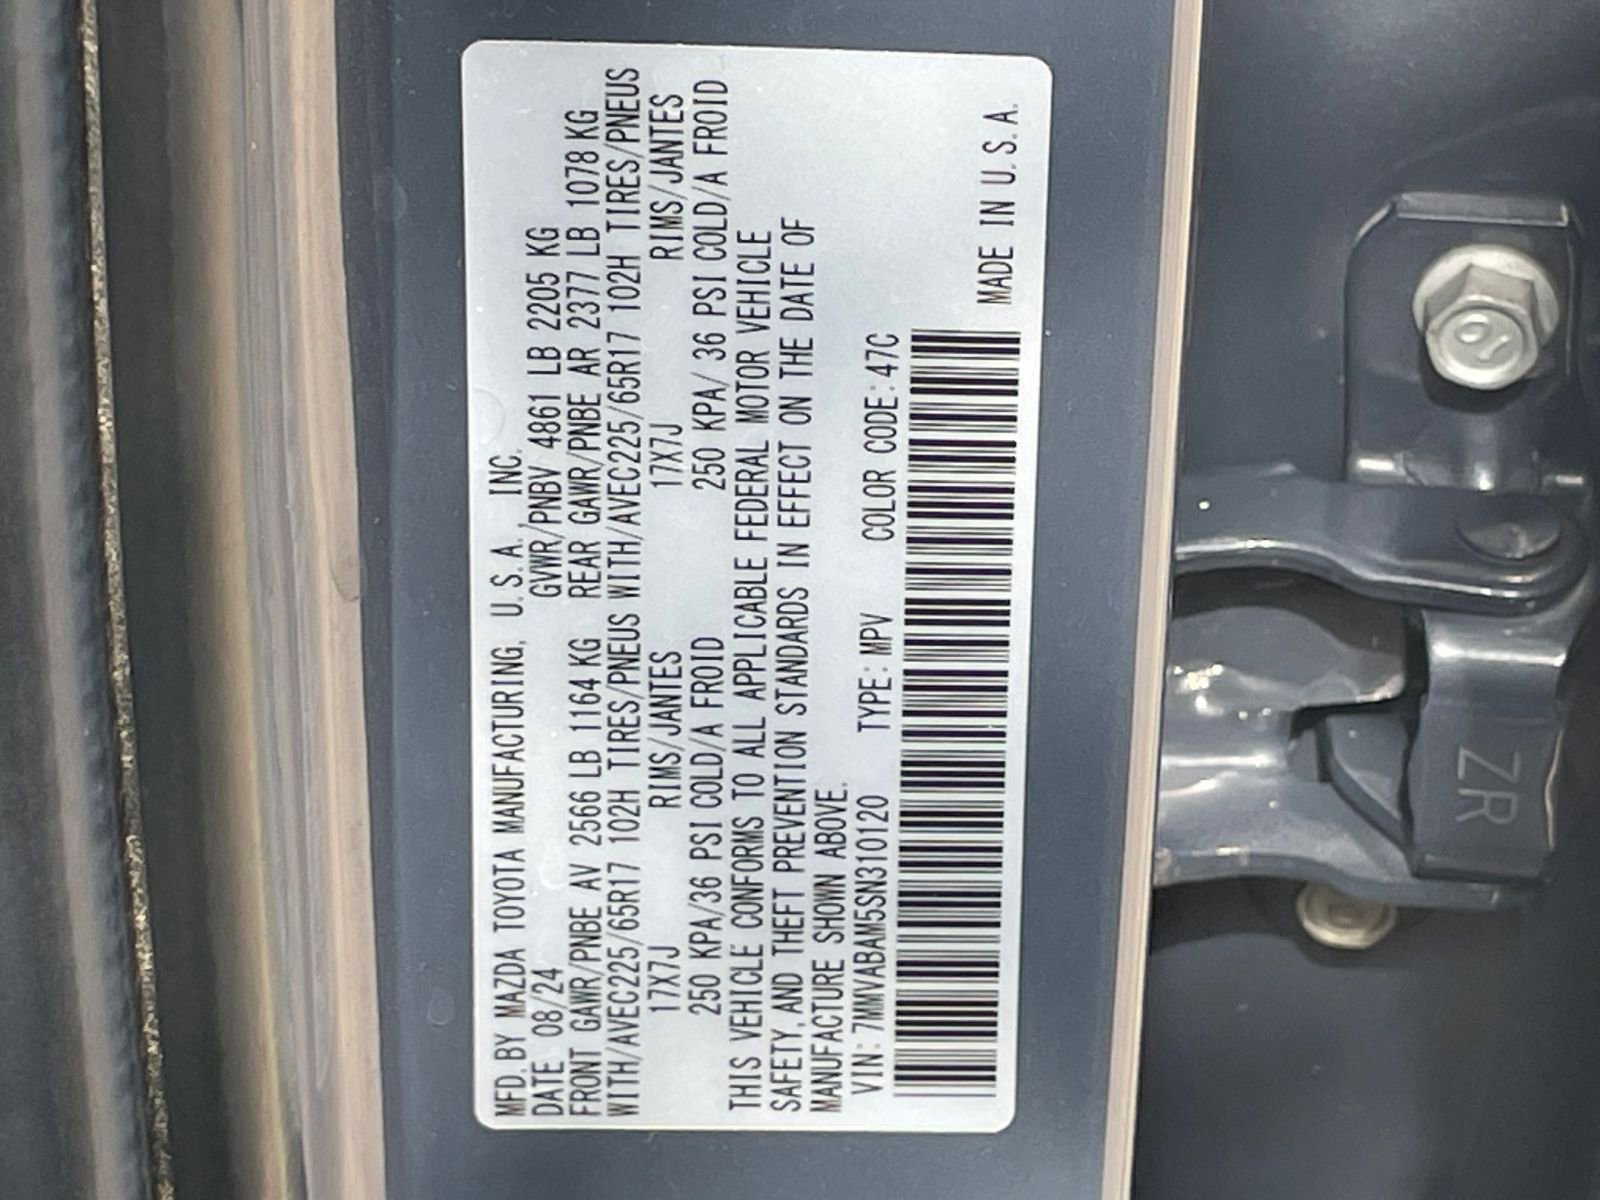 MFD. BY MAZDA TOYOTA MANUFACTURING, U.S.A., INC.
DATE 08/24 GVWR/PNBV 4861 LB 2205 KG
FRONT GAWR/PNBE AV 2566 LB 1164 KG REAR GAWR/PNBE AR 2377 LB 1078 KG
WITH/AVEC225/65R17 102H TIRES/PNEUS WITH/AVEC225/65R17 102H TIRES/PNEUS
17X7J RIMS/JANTES 17X7J RIMS/JANTES
250 KPA/36 PSI COLD/A FROID 250 KPA/ 36 PSI COLD/A FROID
THIS VEHICLE CONFORMS TO ALL APPLICABLE FEDERAL MOTOR VEHICLE
SAFETY, AND THEFT PREVENTION STANDARDS IN EFFECT ON THE DATE OF
MANUFACTURE SHOWN ABOVE.
VIN: 7MMVABAM5SN310120 TYPE: MPV COLOR CODE: 47C
MADE IN U.S.A.
ZR